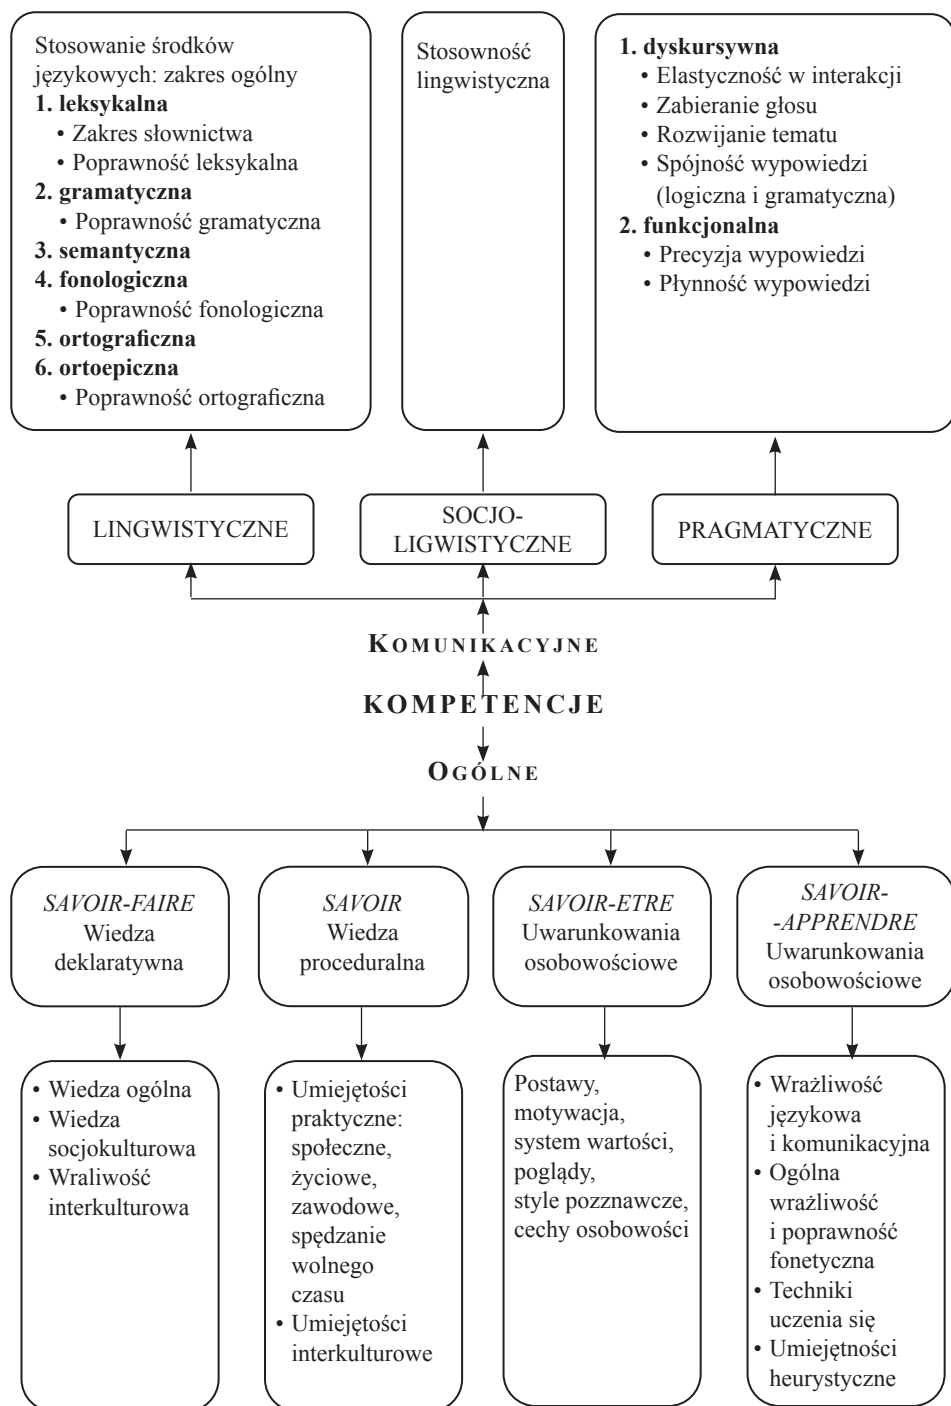 Stosowanie środków
językowych: zakres ogólny
1. leksykalna
• Zakres słownictwa
• Poprawność leksykalna
2. gramatyczna
• Poprawność gramatyczna
3. semantyczna
4. fonologiczna
• Poprawność fonologiczna
5. ortograficzna
6. ortoepiczna
• Poprawność ortograficzna
Stosowność
lingwistyczna
1. dyskursywna
• Elastyczność w interakcji
• Zabieranie głosu
• Rozwijanie tematu
• Spójność wypowiedzi
(logiczna i gramatyczna)
2. funkcjonalna
• Precyzja wypowiedzi
• Płynność wypowiedzi
LINGWISTYCZNE
SOCJO-
LIGWISTYCZNE
PRAGMATYCZNE
KOMUNIKACYJNE
KOMPETENCJE
OGÓLNE
SAVOIR-FAIRE
Wiedza
deklaratywna
SAVOIR
Wiedza
proceduralna
SAVOIR-ETRE
Uwarunkowania
osobowościowe
SAVOIR-
-APPRENDRE
Uwarunkowania
osobowościowe
• Wiedza ogólna
• Wiedza
socjokulturowa
• Wraliwość
interkulturowa
• Umiejętości
praktyczne:
społeczne,
życiowe,
zawodowe,
spędzanie
wolnego
czasu
• Umiejętości
interkulturowe
Postawy,
motywacja,
system wartości,
poglądy,
style pozznawcze,
cechy osobowości
• Wrażliwość
językowa
i komunikacyjna
• Ogólna
wrażliwość
i poprawność
fonetyczna
• Techniki
uczenia się
• Umiejętności
heurystyczne